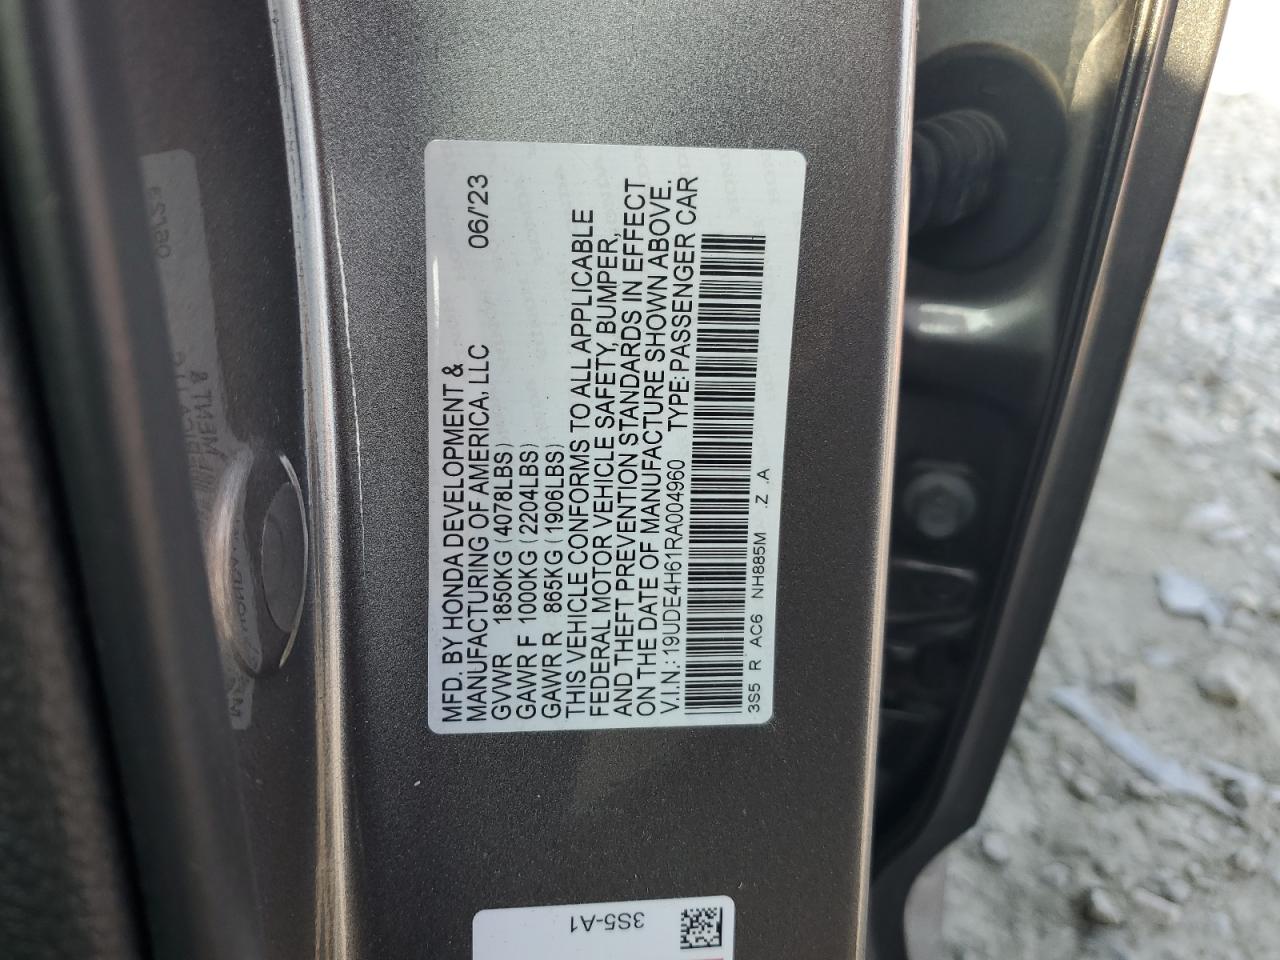 MFD. BY HONDA DEVELOPMENT & 06/'23
MANUFACTURING OF AMERICA, LLC
GVWR 1850KG (4078LBS)
GAWR F 1000KG (2204LBS)
GAWR R 865KG (1906LBS)
THIS VEHICLE CONFORMS TO ALL APPLICABLE
FEDERAL MOTOR VEHICLE SAFETY, BUMPER,
AND THEFT PREVENTION STANDARDS IN EFFECT
ON THE DATE OF MANUFACTURE SHOWN ABOVE.
V.I.N.: 19UDE4H61RA004960 TYPE: PASSENGER CAR
3S5 R AC6 NH885M .Z .A
3S5-A1